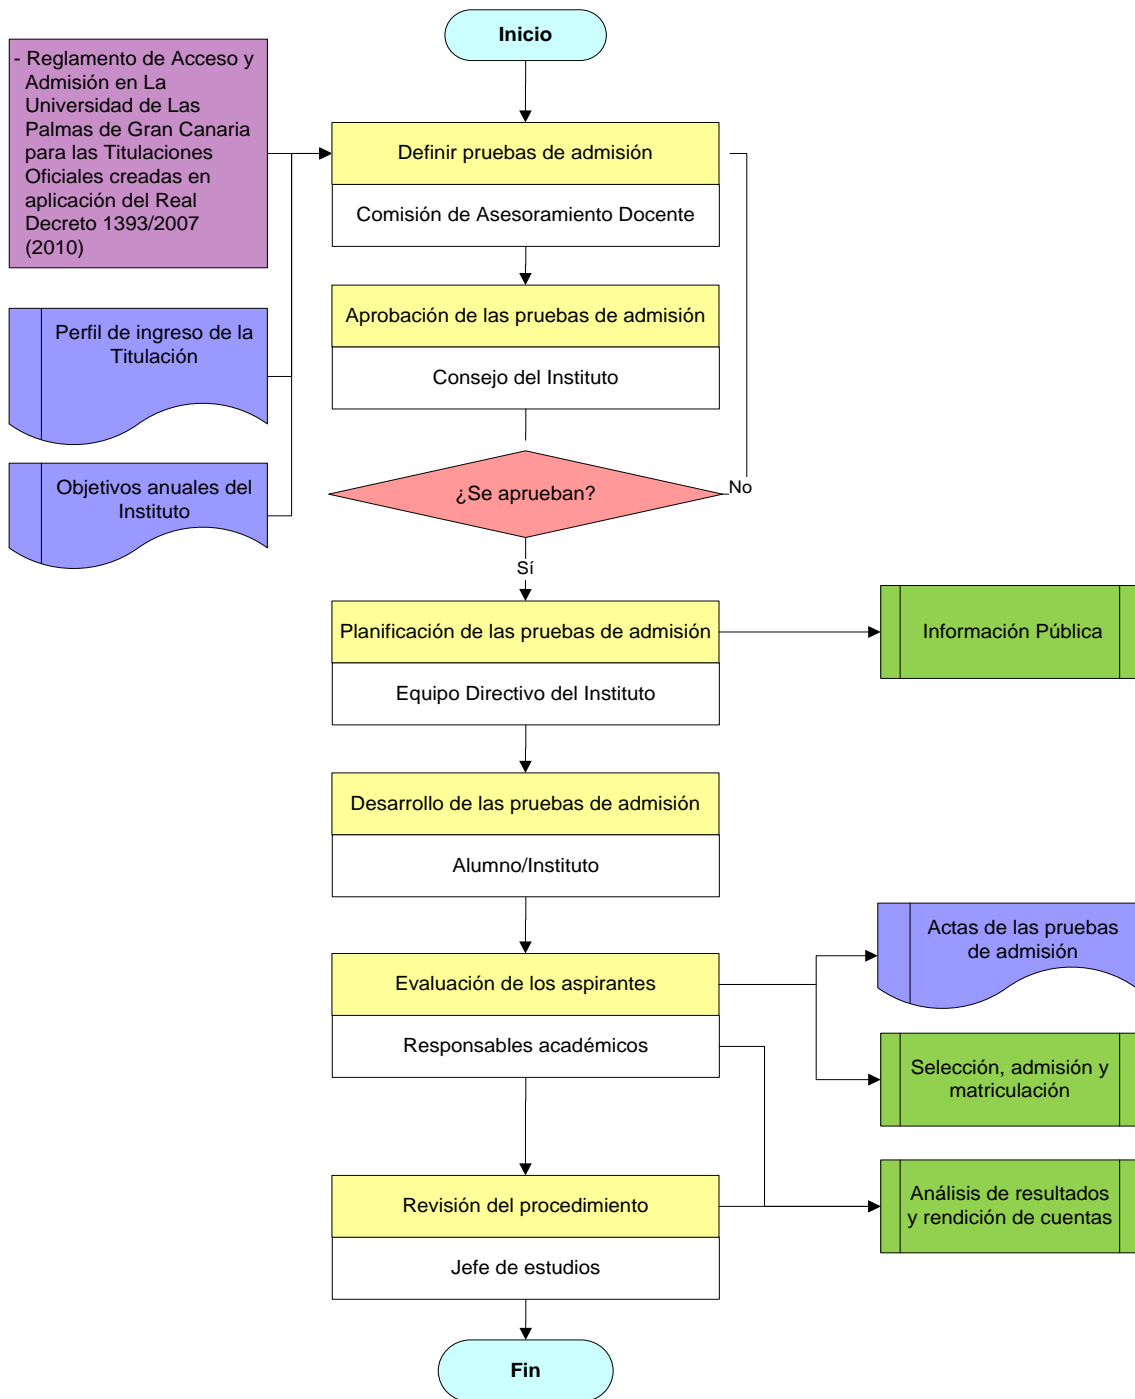 Inicio
- Reglamento de Acceso y
Admisión en La
Universidad de Las
Palmas de Gran Canaria
para las Titulaciones
Oficiales creadas en
aplicación del Real
Decreto 1393/2007
(2010)
Definir pruebas de admisión
Comisión de Asesoramiento Docente
Perfil de ingreso de la
Titulación
Aprobación de las pruebas de admisión
Consejo del Instituto
Objetivos anuales del
Instituto
¿Se aprueban?
No
Sí
Planificación de las pruebas de admisión
Equipo Directivo del Instituto
Información Pública
Desarrollo de las pruebas de admisión
Alumno/Instituto
Evaluación de los aspirantes
Responsables académicos
Actas de las pruebas
de admisión
Selección, admisión y
matriculación
Revisión del procedimiento
Jefe de estudios
Análisis de resultados
y rendición de cuentas
Fin